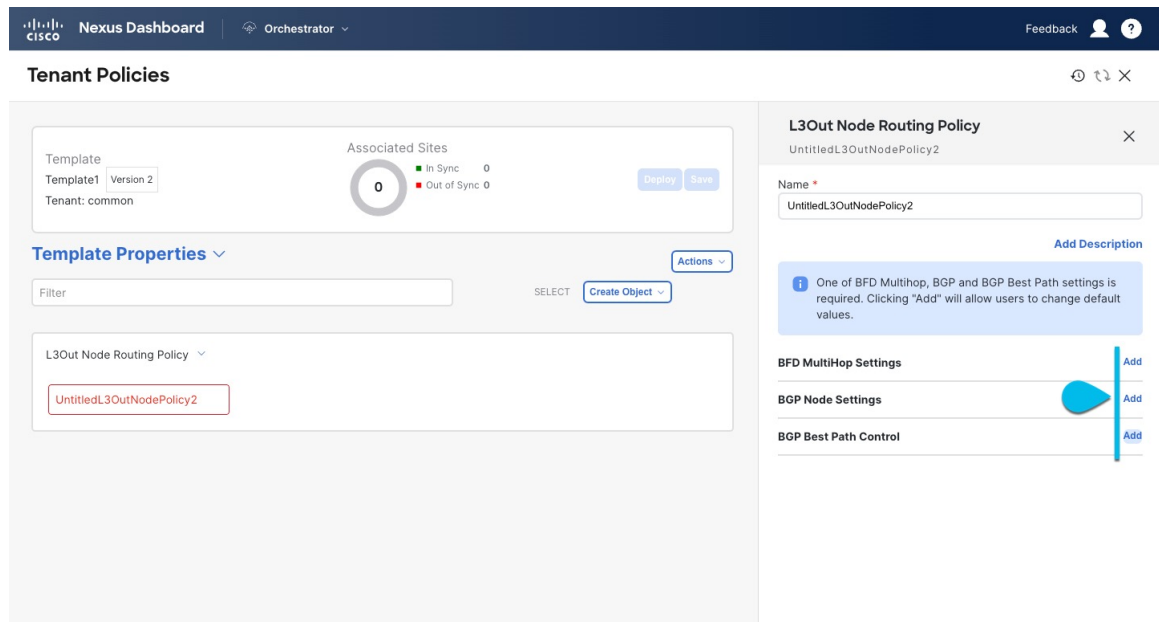 CISCO Nexus Dashboard Orchestrator Feedback ?
Tenant Policies
Template
Template1 Version 2
Tenant: common
Associated Sites
0
In Sync 0
Out of Sync 0
Deploy Save
Template Properties
Actions
Filter
SELECT Create Object
L3Out Node Routing Policy
UntitledL3OutNodePolicy2
L3Out Node Routing Policy
UntitledL3OutNodePolicy2
Name *
UntitledL3OutNodePolicy2
Add Description
i One of BFD Multihop, BGP and BGP Best Path settings is
required. Clicking "Add" will allow users to change default
values.
BFD MultiHop Settings Add
BGP Node Settings Add
BGP Best Path Control Add